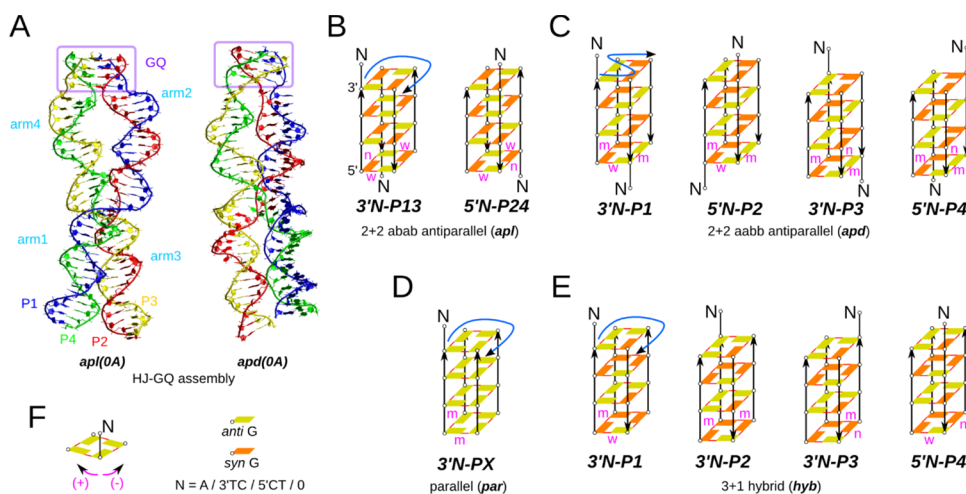 A
GQ
arm2
arm4
arm1
arm3
P1
P3
P4
P2
apl(0A)
apd(0A)
HJ-GQ assembly
B
N
3'
5'
n
w
w
N
N
w
w
n
N
3'N-P13
5'N-P24
2+2 abab antiparallel (apl)
C
N
N
N
N
m
w
m
w
m
m
n
m
m
w
n
N
N
N
N
3'N-P1
5'N-P2
3'N-P3
5'N-P4
2+2 aabb antiparallel (apd)
D
N
m
3'N-PX
parallel (par)
E
N
N
N
N
m
w
m
m
n
w
n
N
3'N-P1
3'N-P2
3'N-P3
5'N-P4
3+1 hybrid (hyb)
F
N
(+)
(-)
anti G
syn G
N = A / 3'TC / 5'CT / 0